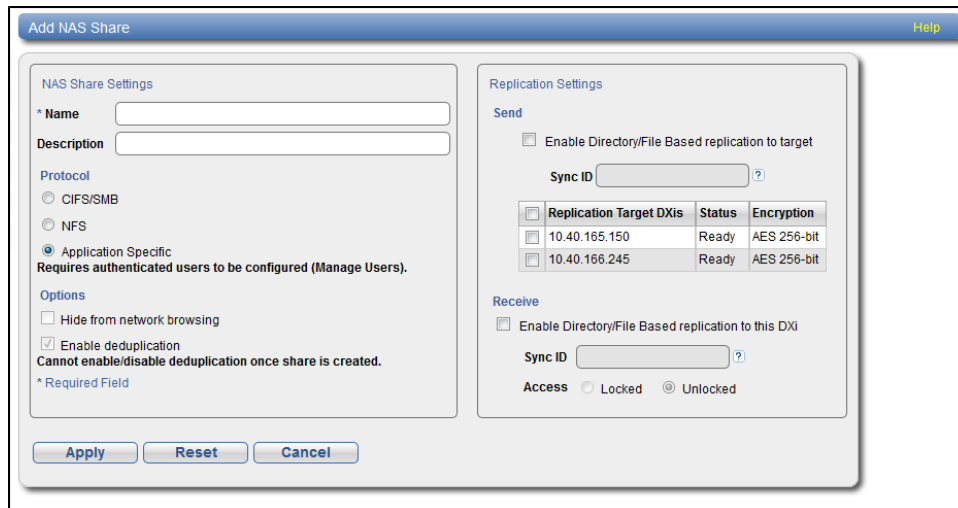 Add NAS Share
Help
NAS Share Settings
* Name
Description
Protocol
CIFS/SMB
NFS
Application Specific
Requires authenticated users to be configured (Manage Users).
Options
Hide from network browsing
Enable deduplication
Cannot enable/disable deduplication once share is created.
* Required Field
Replication Settings
Send
Enable Directory/File Based replication to target
Sync ID ?
Replication Target DXis Status Encryption
10.40.165.150 Ready AES 256-bit
10.40.166.245 Ready AES 256-bit
Receive
Enable Directory/File Based replication to this DXi
Sync ID ?
Access Locked Unlocked
Apply Reset Cancel